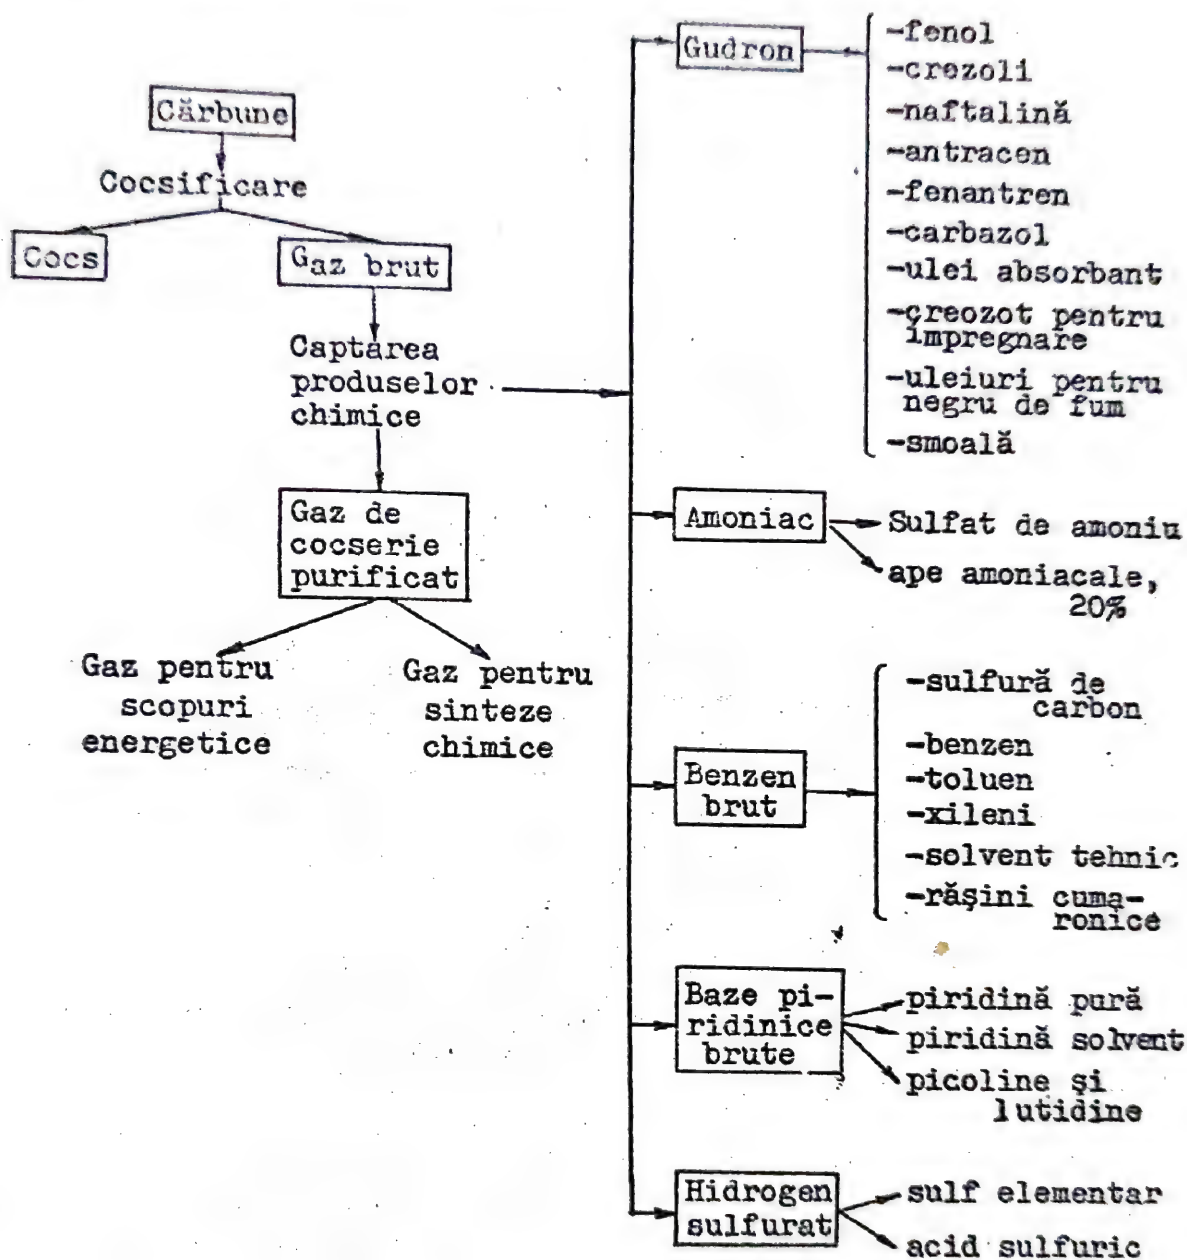 Cărbune
Cocsificare
Cocs
Gaz brut
Captarea
produselor
chimice
Gaz de
cocserie
purificat
Gaz pentru
scopuri
energetice
Gaz pentru
sinteze
chimice
Gudron
-fenol
-crezoli
-naftalină
-antracen
-fenantren
-carbazol
-ulei absorbant
-creozot pentru
impregnare
-uleiuri pentru
negru de fum
-smoală
Amoniac
Sulfat de amoniu
ape amoniacale,
20%
Benzen
brut
-sulfură de
carbon
-benzen
-toluen
-xileni
-solvent tehnic
-răşini cuma-
ronice
Baze pi-
ridinice
brute
piridină pură
piridină solvent
picoline şi
lutidine
Hidrogen
sulfurat
sulf elementar
acid sulfuric